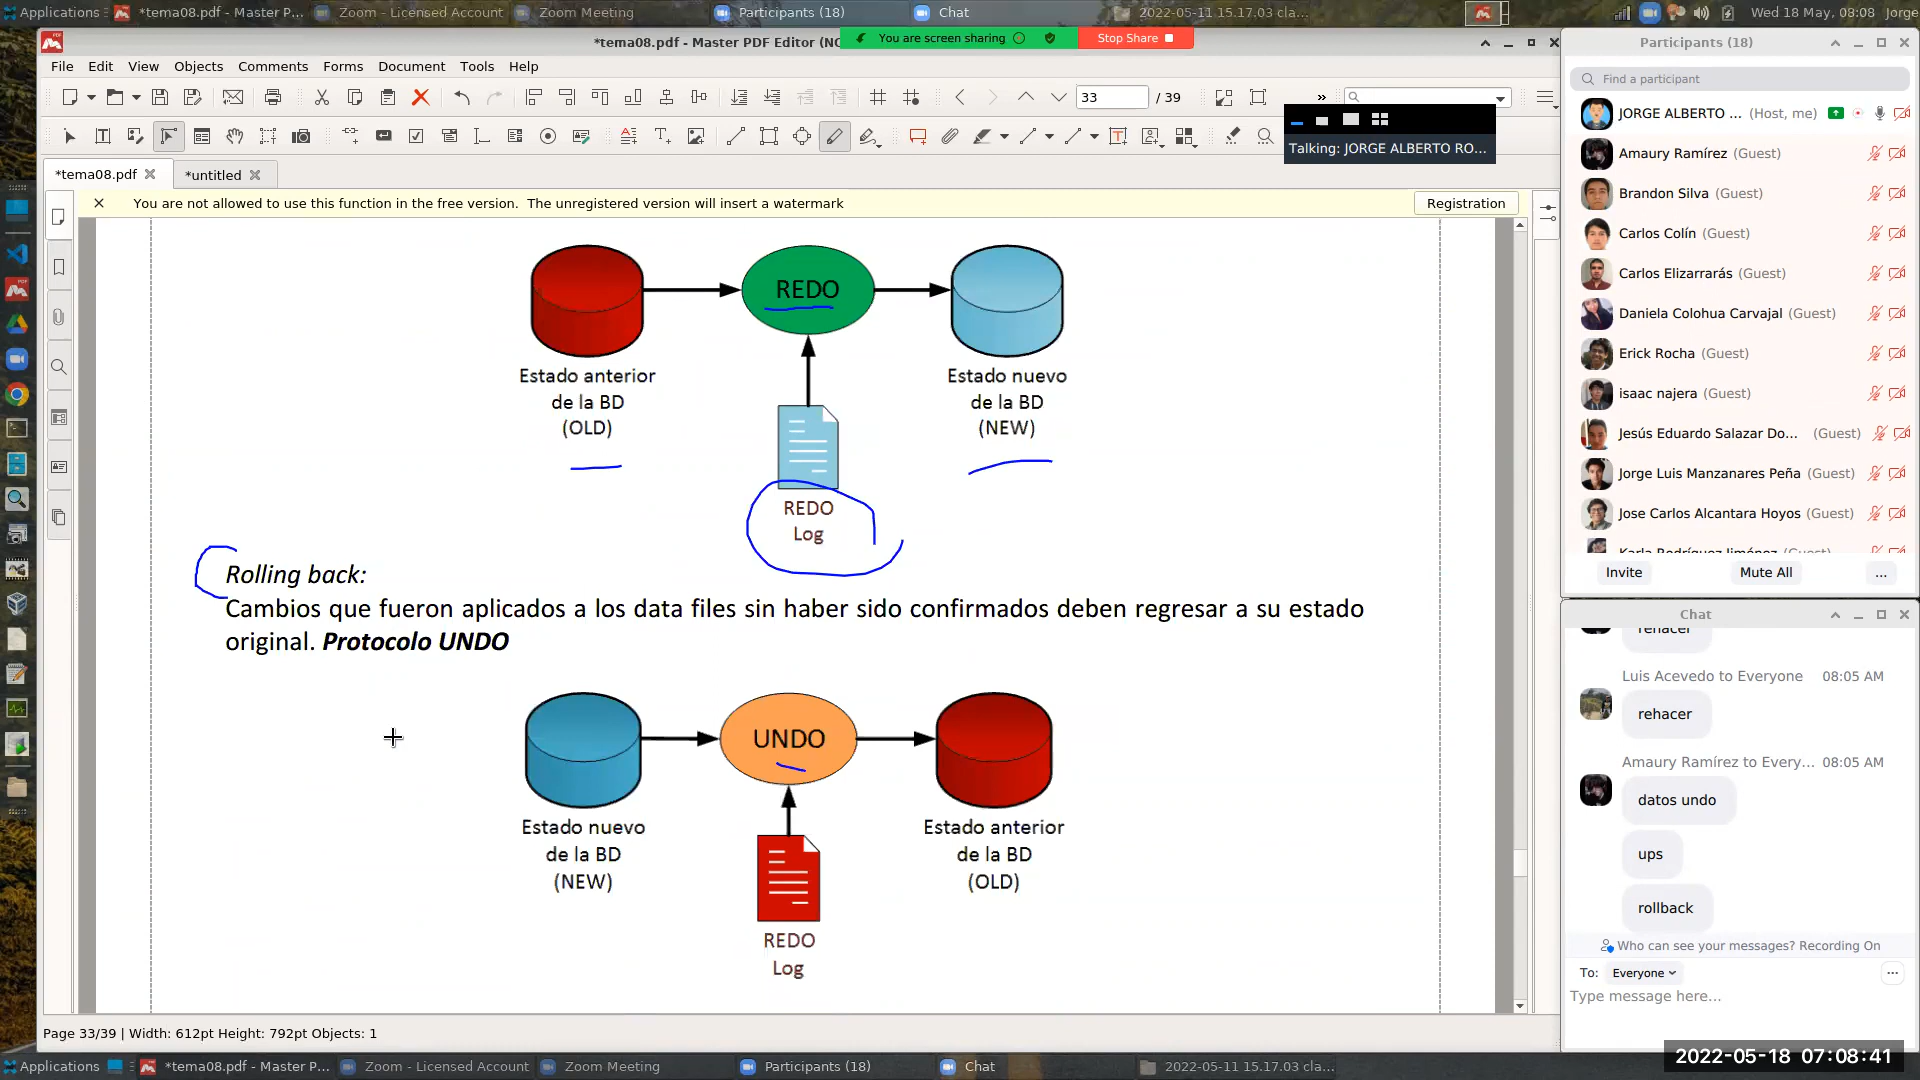 Applications
*tema08.pdf - Master P...
Zoom - Licensed Account
Zoom Meeting
Participants (18)
Chat
2022-05-11 15.17.03 cla...
Wed 18 May, 08:08
Jorge
*tema08.pdf - Master PDF Editor (NO
You are screen sharing
Stop Share
File Edit View Objects Comments Forms Document Tools Help
33 / 39
Talking: JORGE ALBERTO RO...
*tema08.pdf
*untitled
You are not allowed to use this function in the free version. The unregistered version will insert a watermark
Registration
REDO
Estado anterior
de la BD
(OLD)
Estado nuevo
de la BD
(NEW)
REDO
Log
Rolling back:
Cambios que fueron aplicados a los data files sin haber sido confirmados deben regresar a su estado
original. Protocolo UNDO
UNDO
Estado nuevo
de la BD
(NEW)
Estado anterior
de la BD
(OLD)
REDO
Log
Page 33/39 | Width: 612pt Height: 792pt Objects: 1
Participants (18)
Find a participant
JORGE ALBERTO ... (Host, me)
Amaury Ramírez (Guest)
Brandon Silva (Guest)
Carlos Colín (Guest)
Carlos Elizarrarás (Guest)
Daniela Colohua Carvajal (Guest)
Erick Rocha (Guest)
isaac najera (Guest)
Jesús Eduardo Salazar Do... (Guest)
Jorge Luis Manzanares Peña (Guest)
Jose Carlos Alcantara Hoyos (Guest)
Karla Rodríguez Jiménez (Guest)
Invite
Mute All
...
Chat
rehacer
Luis Acevedo to Everyone 08:05 AM
rehacer
Amaury Ramírez to Every... 08:05 AM
datos undo
ups
rollback
Who can see your messages? Recording On
To: Everyone
Type message here...
Applications
*tema08.pdf - Master P...
Zoom - Licensed Account
Zoom Meeting
Participants (18)
Chat
2022-05-11 15.17.03 cla...
2022-05-18 07:08:41